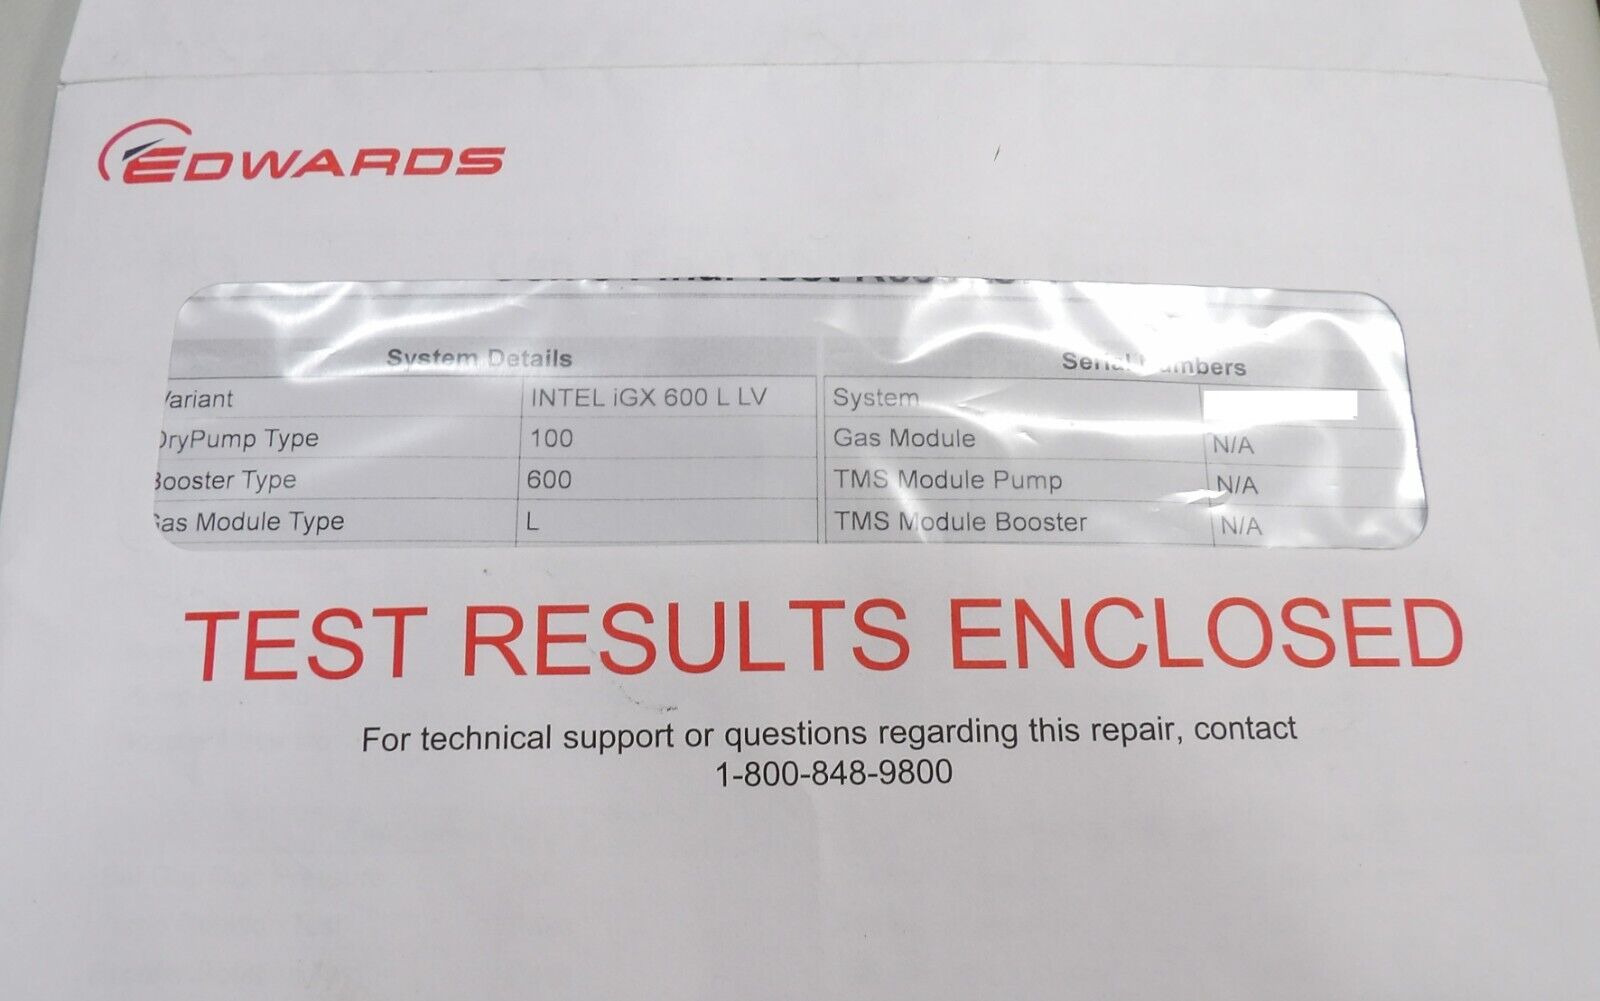 EDWARDS
System Details
Serial Numbers
Variant INTEL iGX 600 L LV System
DryPump Type 100 Gas Module N/A
Booster Type 600 TMS Module Pump N/A
Gas Module Type L TMS Module Booster N/A
TEST RESULTS ENCLOSED
For technical support or questions regarding this repair, contact
1-800-848-9800